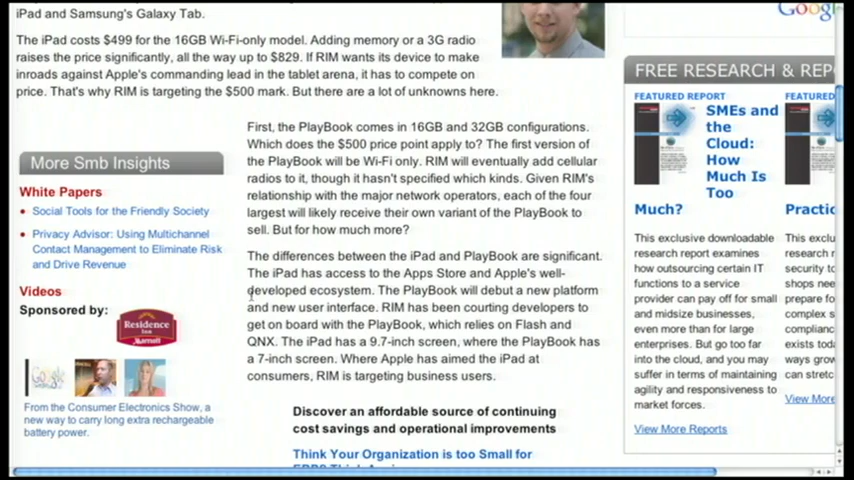 iPad and Samsung's Galaxy Tab.
The iPad costs $499 for the 16GB Wi-Fi-only model. Adding memory or a 3G radio
raises the price significantly, all the way up to $829. If RIM wants its device to make
inroads against Apple's commanding lead in the tablet arena, it has to compete on
price. That's why RIM is targeting the $500 mark. But there are a lot of unknowns here.
First, the PlayBook comes in 16GB and 32GB configurations.
Which does the $500 price point apply to? The first version of
the PlayBook will be Wi-Fi only. RIM will eventually add cellular
radios to it, though it hasn't specified which kinds. Given RIM's
relationship with the major network operators, each of the four
largest will likely receive their own variant of the PlayBook to
sell. But for how much more?
The differences between the iPad and PlayBook are significant.
The iPad has access to the Apps Store and Apple's well-
developed ecosystem. The PlayBook will debut a new platform
and new user interface. RIM has been courting developers to
get on board with the PlayBook, which relies on Flash and
QNX. The iPad has a 9.7-inch screen, where the PlayBook has
a 7-inch screen. Where Apple has aimed the iPad at
consumers, RIM is targeting business users.
Discover an affordable source of continuing
cost savings and operational improvements
Think Your Organization is too Small for
More Smb Insights
White Papers
Social Tools for the Friendly Society
Privacy Advisor: Using Multichannel
Contact Management to Eliminate Risk
and Drive Revenue
Videos
Sponsored by:
Residence
Inn
Marriott
Google
From the Consumer Electronics Show, a
new way to carry long extra rechargeable
battery power.
Google
FREE RESEARCH & REP
FEATURED REPORT
SMEs and
the
Cloud:
How
Much Is
Too
Much?
This exclusive downloadable
research report examines
how outsourcing certain IT
functions to a service
provider can pay off for small
and midsize businesses,
even more than for large
enterprises. But go too far
into the cloud, and you may
suffer in terms of maintaining
agility and responsiveness to
market forces.
View More Reports
FEATURED
Practic
This exclu
research r
security to
shops nee
prepare fo
complex s
complianc
exists toda
ways grow
can stretc
View More